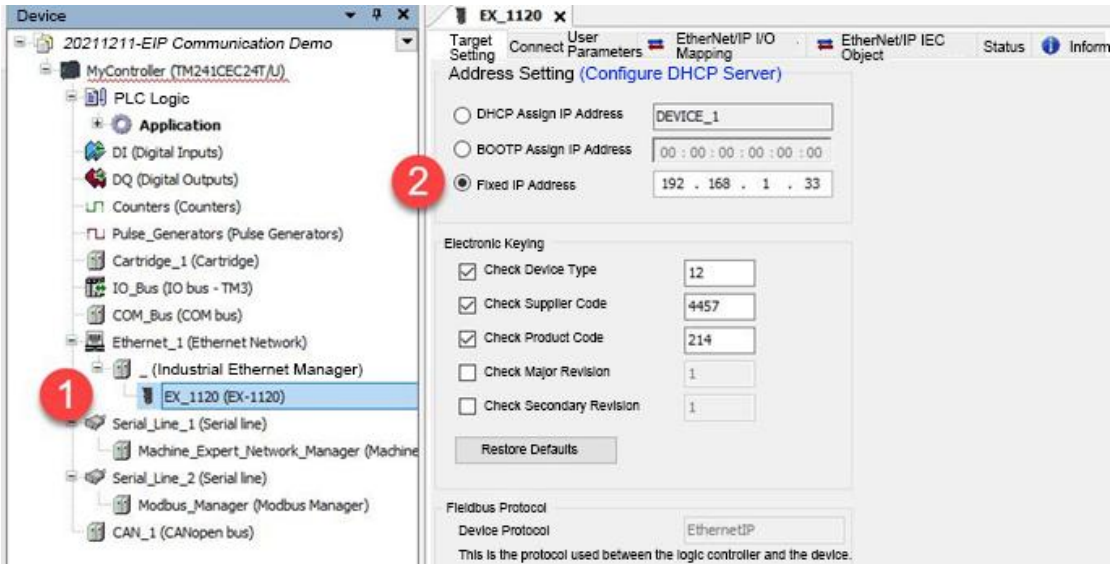 Device
20211211-EIP Communication Demo
MyController (TM241CEC24T/U)
PLC Logic
Application
DI (Digital Inputs)
DQ (Digital Outputs)
Counters (Counters)
Pulse_Generators (Pulse Generators)
Cartridge_1 (Cartridge)
IO_Bus (IO bus - TM3)
COM_Bus (COM bus)
Ethernet_1 (Ethernet Network)
_ (Industrial Ethernet Manager)
1
EX_1120 (EX-1120)
Serial_Line_1 (Serial line)
Machine_Expert_Network_Manager (Machine
Serial_Line_2 (Serial line)
Modbus_Manager (Modbus Manager)
CAN_1 (CANopen bus)
EX_1120
Target Setting
Connect
User Parameters
EtherNet/IP I/O Mapping
EtherNet/IP IEC Object
Status
Inform
Address Setting (Configure DHCP Server)
DHCP Assign IP Address DEVICE_1
BOOTP Assign IP Address 00 : 00 : 00 : 00 : 00 : 00
2
Fixed IP Address 192 . 168 . 1 . 33
Electronic Keying
Check Device Type 12
Check Supplier Code 4457
Check Product Code 214
Check Major Revision 1
Check Secondary Revision 1
Restore Defaults
Fieldbus Protocol
Device Protocol EthernetIP
This is the protocol used between the logic controller and the device.